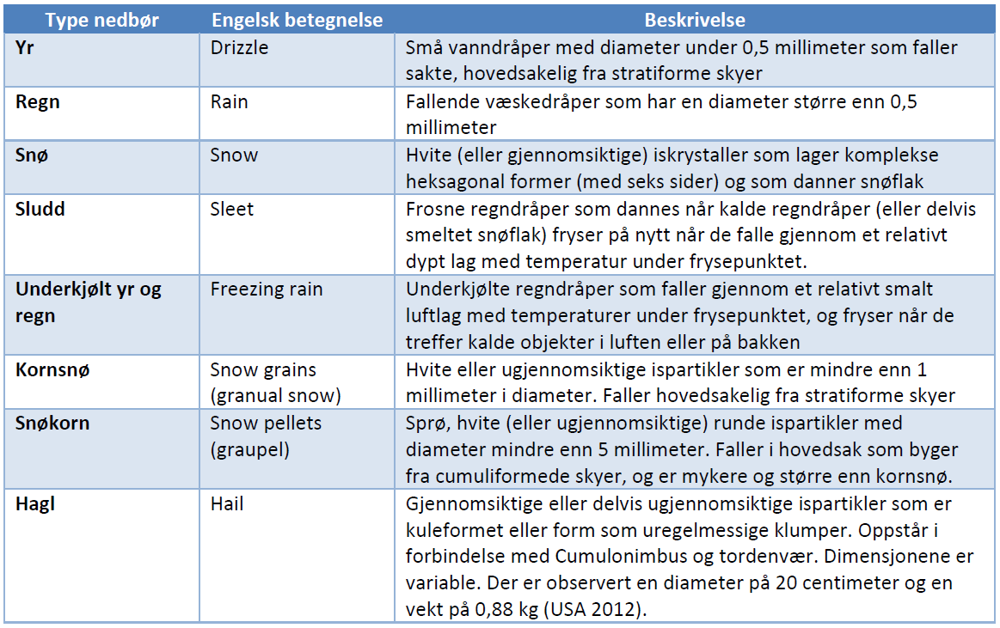 Type nedbør Engelsk betegnelse Beskrivelse
Yr Drizzle Små vanndråper med diameter under 0,5 millimeter som faller
sakte, hovedsakelig fra stratiforme skyer
Regn Rain Fallende væskedråper som har en diameter større enn 0,5
millimeter
Snø Snow Hvite (eller gjennomsiktige) iskrystaller som lager komplekse
heksagonal former (med seks sider) og som danner snøflak
Sludd Sleet Frosne regndråper som dannes når kalde regndråper (eller delvis
smeltet snøflak) fryser på nytt når de falle gjennom et relativt
dypt lag med temperatur under frysepunktet.
Underkjølt yr og Freezing rain Underkjølte regndråper som faller gjennom et relativt smalt
regn luftlag med temperaturer under frysepunktet, og fryser når de
treffer kalde objekter i luften eller på bakken
Kornsnø Snow grains Hvite eller ugjennomsiktige ispartikler som er mindre enn 1
(granual snow) millimeter i diameter. Faller hovedsakelig fra stratiforme skyer
Snøkorn Snow pellets Sprø, hvite (eller ugjennomsiktige) runde ispartikler med
(graupel) diameter mindre enn 5 millimeter. Faller i hovedsak som byger
fra cumuliformede skyer, og er mykere og større enn kornsnø.
Hagl Hail Gjennomsiktige eller delvis ugjennomsiktige ispartikler som er
kuleformet eller form som uregelmessige klumper. Oppstår i
forbindelse med Cumulonimbus og tordenvær. Dimensjonene er
variable. Der er observert en diameter på 20 centimeter og en
vekt på 0,88 kg (USA 2012).